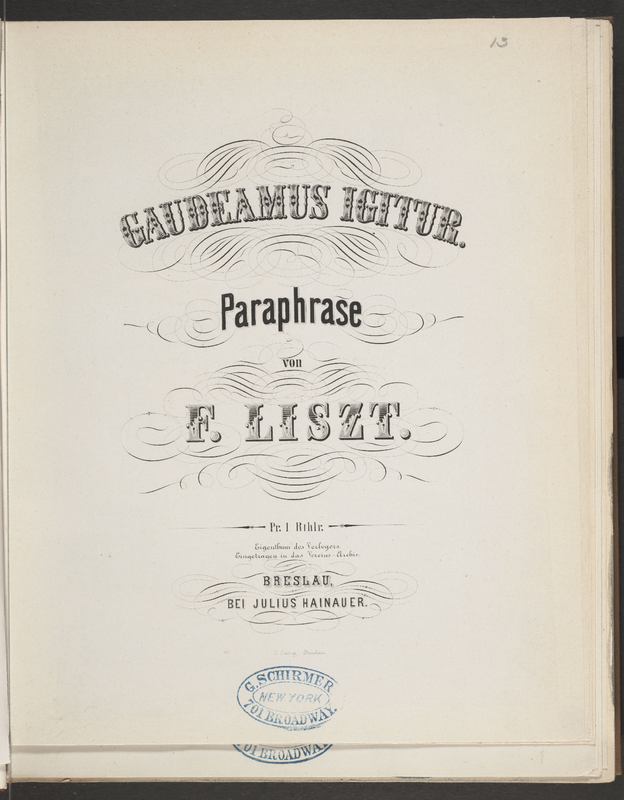 13
GAUDEAMUS IGITUR.
Paraphrase
von
F. LISZT.
Pr. 1 Rthlr.
Eigenthum des Verlegers.
Eingetragen in das Vereins-Archiv.
BRESLAU,
BEI JULIUS HAINAUER.
G. SCHIRMER
NEW YORK
701 BROADWAY.
701 BROADWAY.